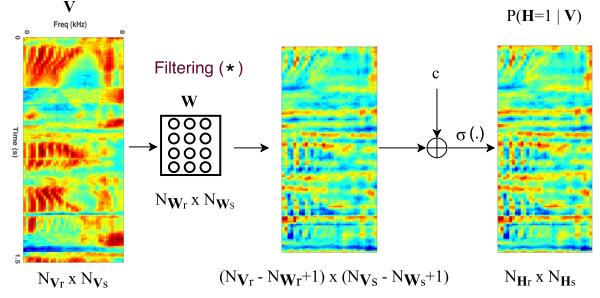 V
Freq (kHz)
0 8
0
Time (s)
1.5
N_Vr x N_Vs
Filtering (*)
W
N_Wr x N_Ws
(N_Vr - N_Wr+1) x (N_Vs - N_Ws+1)
c
σ(.)
P(H=1 | V)
N_Hr x N_Hs